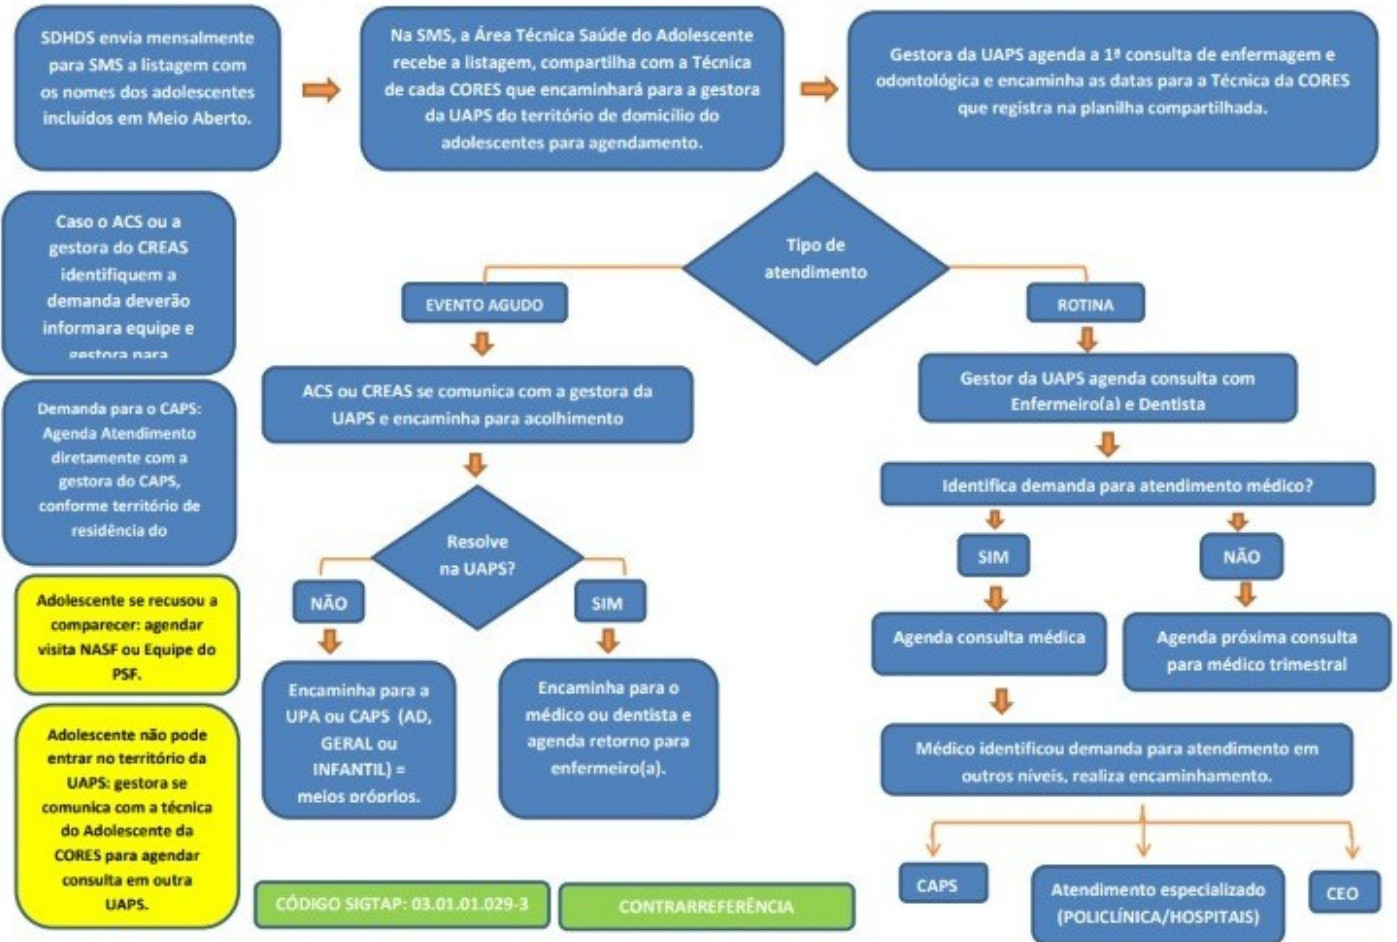 SDHDS envia mensalmente
para SMS a listagem com
os nomes dos adolescentes
incluídos em Meio Aberto.
Na SMS, a Área Técnica Saúde do Adolescente
recebe a listagem, compartilha com a Técnica
de cada CORES que encaminhará para a gestora
da UAPS do território de domicílio do
adolescentes para agendamento.
Gestora da UAPS agenda a 1ª consulta de enfermagem e
odontológica e encaminha as datas para a Técnica da CORES
que registra na planilha compartilhada.
Caso o ACS ou a
gestora do CREAS
identifiquem a
demanda deverão
informara equipe e
gestora para
Demanda para o CAPS:
Agenda Atendimento
diretamente com a
gestora do CAPS,
conforme território de
residência do
Adolescente se recusou a
comparecer: agendar
visita NASF ou Equipe do
PSF.
Adolescente não pode
entrar no território da
UAPS: gestora se
comunica com a técnica
do Adolescente da
CORES para agendar
consulta em outra
UAPS.
Tipo de
atendimento
EVENTO AGUDO
ACS ou CREAS se comunica com a gestora da
UAPS e encaminha para acolhimento
Resolve
na UAPS?
NÃO
SIM
Encaminha para a
UPA ou CAPS (AD,
GERAL ou
INFANTIL) =
meios próprios.
Encaminha para o
médico ou dentista e
agenda retorno para
enfermeiro(a).
ROTINA
Gestor da UAPS agenda consulta com
Enfermeiro(a) e Dentista
Identifica demanda para atendimento médico?
SIM
NÃO
Agenda consulta médica
Agenda próxima consulta
para médico trimestral
Médico identificou demanda para atendimento em
outros níveis, realiza encaminhamento.
CAPS
Atendimento especializado
(POLICLÍNICA/HOSPITAIS)
CEO
CÓDIGO SIGTAP: 03.01.01.029-3
CONTRARREFERÊNCIA